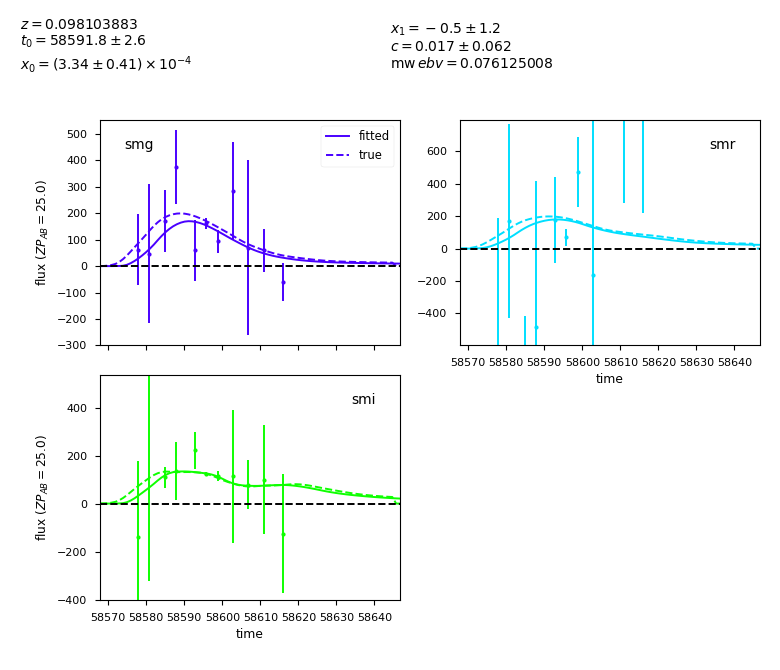 z = 0.098103883
t₀ = 58591.8 ± 2.6
x₀ = (3.34 ± 0.41) × 10⁻⁴
x₁ = −0.5 ± 1.2
c = 0.017 ± 0.062
mw ebv = 0.076125008
smg
fitted
true
500
400
300
200
100
0
−100
−200
−300
flux (ZP_AB = 25.0)
smr
600
400
200
0
−200
−400
58570 58580 58590 58600 58610 58620 58630 58640
time
smi
400
200
0
−200
−400
flux (ZP_AB = 25.0)
58570 58580 58590 58600 58610 58620 58630 58640
time